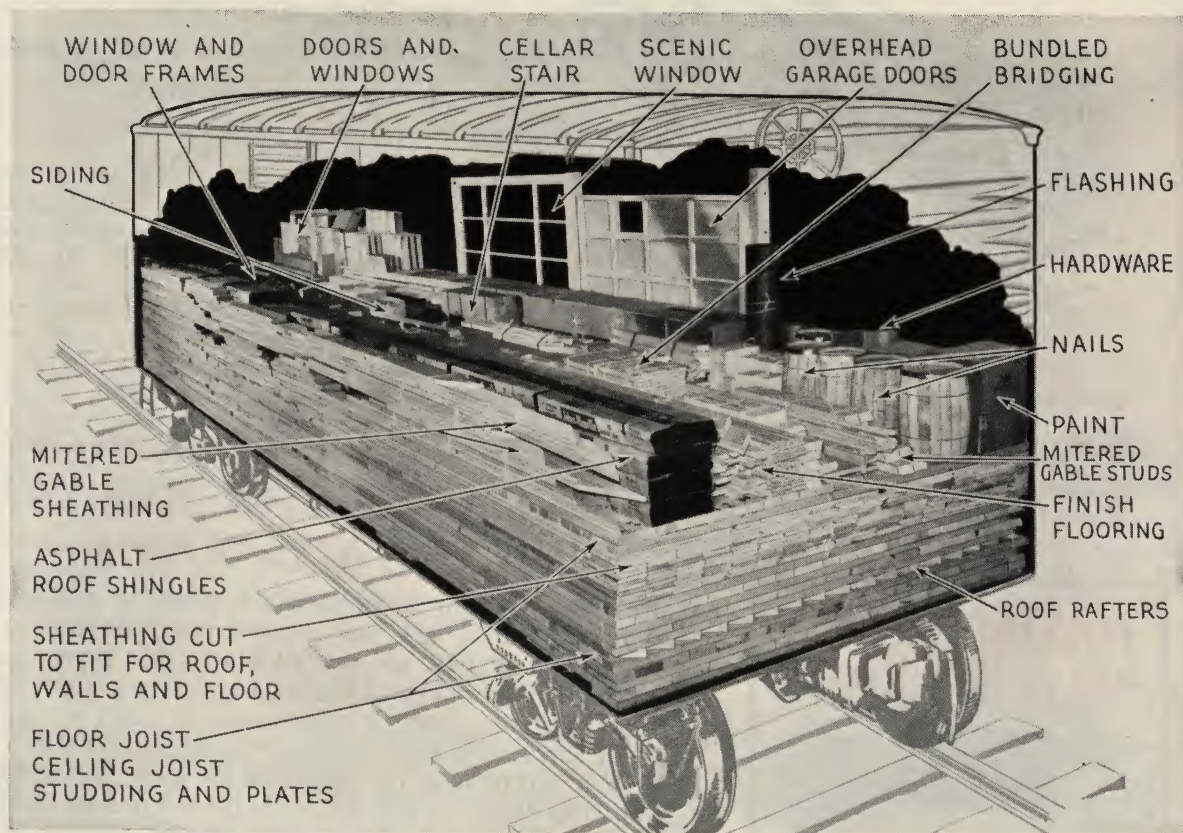 WINDOW AND
DOOR FRAMES
DOORS AND.
WINDOWS
CELLAR
STAIR
SCENIC
WINDOW
OVERHEAD
GARAGE DOORS
BUNDLED
BRIDGING
SIDING
FLASHING
HARDWARE
NAILS
PAINT
MITERED
GABLE STUDS
FINISH
FLOORING
ROOF RAFTERS
MITERED
GABLE
SHEATHING
ASPHALT
ROOF SHINGLES
SHEATHING CUT
TO FIT FOR ROOF,
WALLS AND FLOOR
FLOOR JOIST
CEILING JOIST
STUDDING AND PLATES